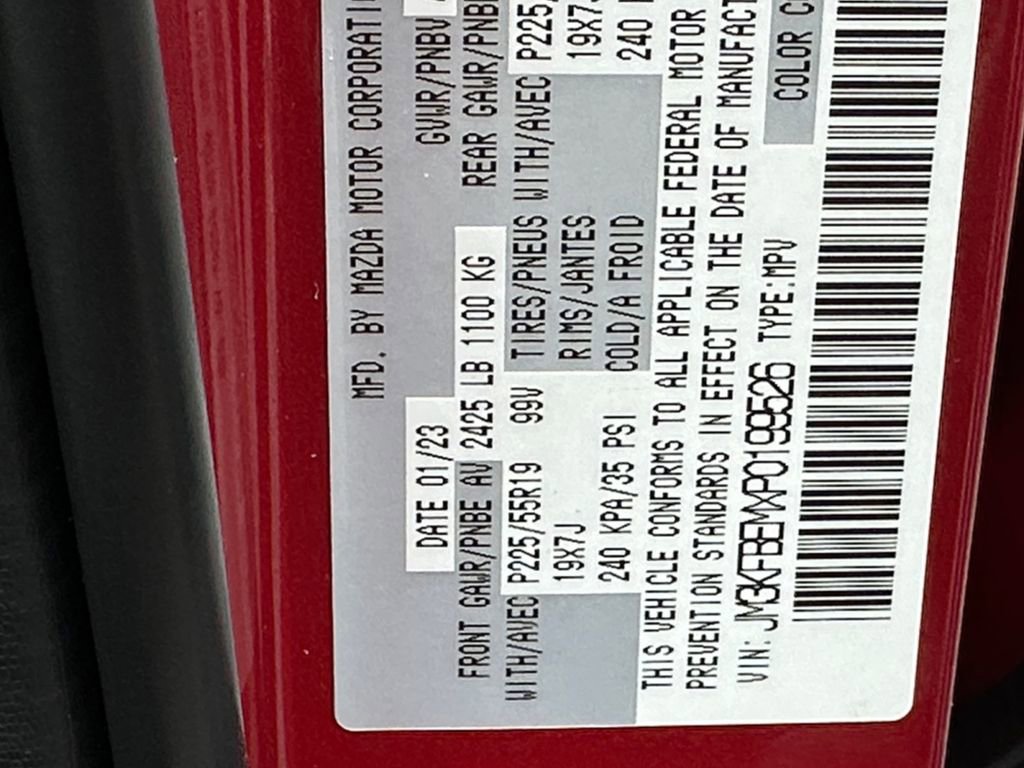 MFD. BY MAZDA MOTOR
DATE 01/23 GVWR/PNBV
FRONT GAWR/PNBE AV 2425 LB 1100 KG REAR GAWR/PNBE
WITH/AVEC P225/55R19 99V TIRES/PNEUS WITH/AVEC P225/
19X7J RIMS/JANTES 19X7J
240 KPA/35 PSI COLD/A FROID 240
THIS VEHICLE CONFORMS TO ALL APPLICABLE FEDERAL MOTOR
PREVENTION STANDARDS IN EFFECT ON THE DATE OF
VIN: JM3KFBEMXP0199526 TYPE:MPV COLOR